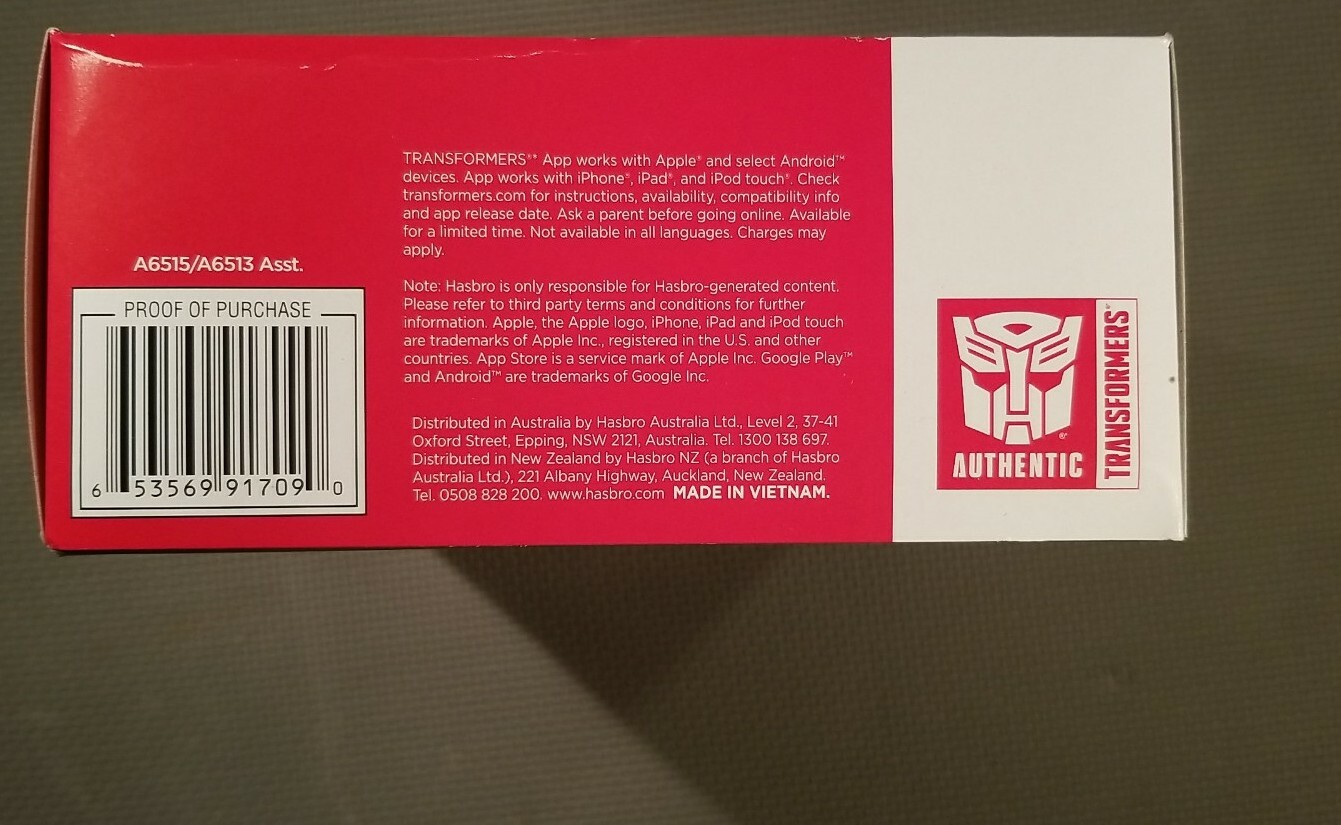 A6515/A6513 Asst.
PROOF OF PURCHASE
6 53569 91709 0
TRANSFORMERS®* App works with Apple® and select Android™
devices. App works with iPhone®, iPad®, and iPod touch®. Check
transformers.com for instructions, availability, compatibility info
and app release date. Ask a parent before going online. Available
for a limited time. Not available in all languages. Charges may
apply.
Note: Hasbro is only responsible for Hasbro-generated content.
Please refer to third party terms and conditions for further
information. Apple, the Apple logo, iPhone, iPad and iPod touch
are trademarks of Apple Inc., registered in the U.S. and other
countries. App Store is a service mark of Apple Inc. Google Play™
and Android™ are trademarks of Google Inc.
Distributed in Australia by Hasbro Australia Ltd., Level 2, 37-41
Oxford Street, Epping, NSW 2121, Australia. Tel. 1300 138 697.
Distributed in New Zealand by Hasbro NZ (a branch of Hasbro
Australia Ltd.), 221 Albany Highway, Auckland, New Zealand.
Tel. 0508 828 200. www.hasbro.com MADE IN VIETNAM.
AUTHENTIC
TRANSFORMERS